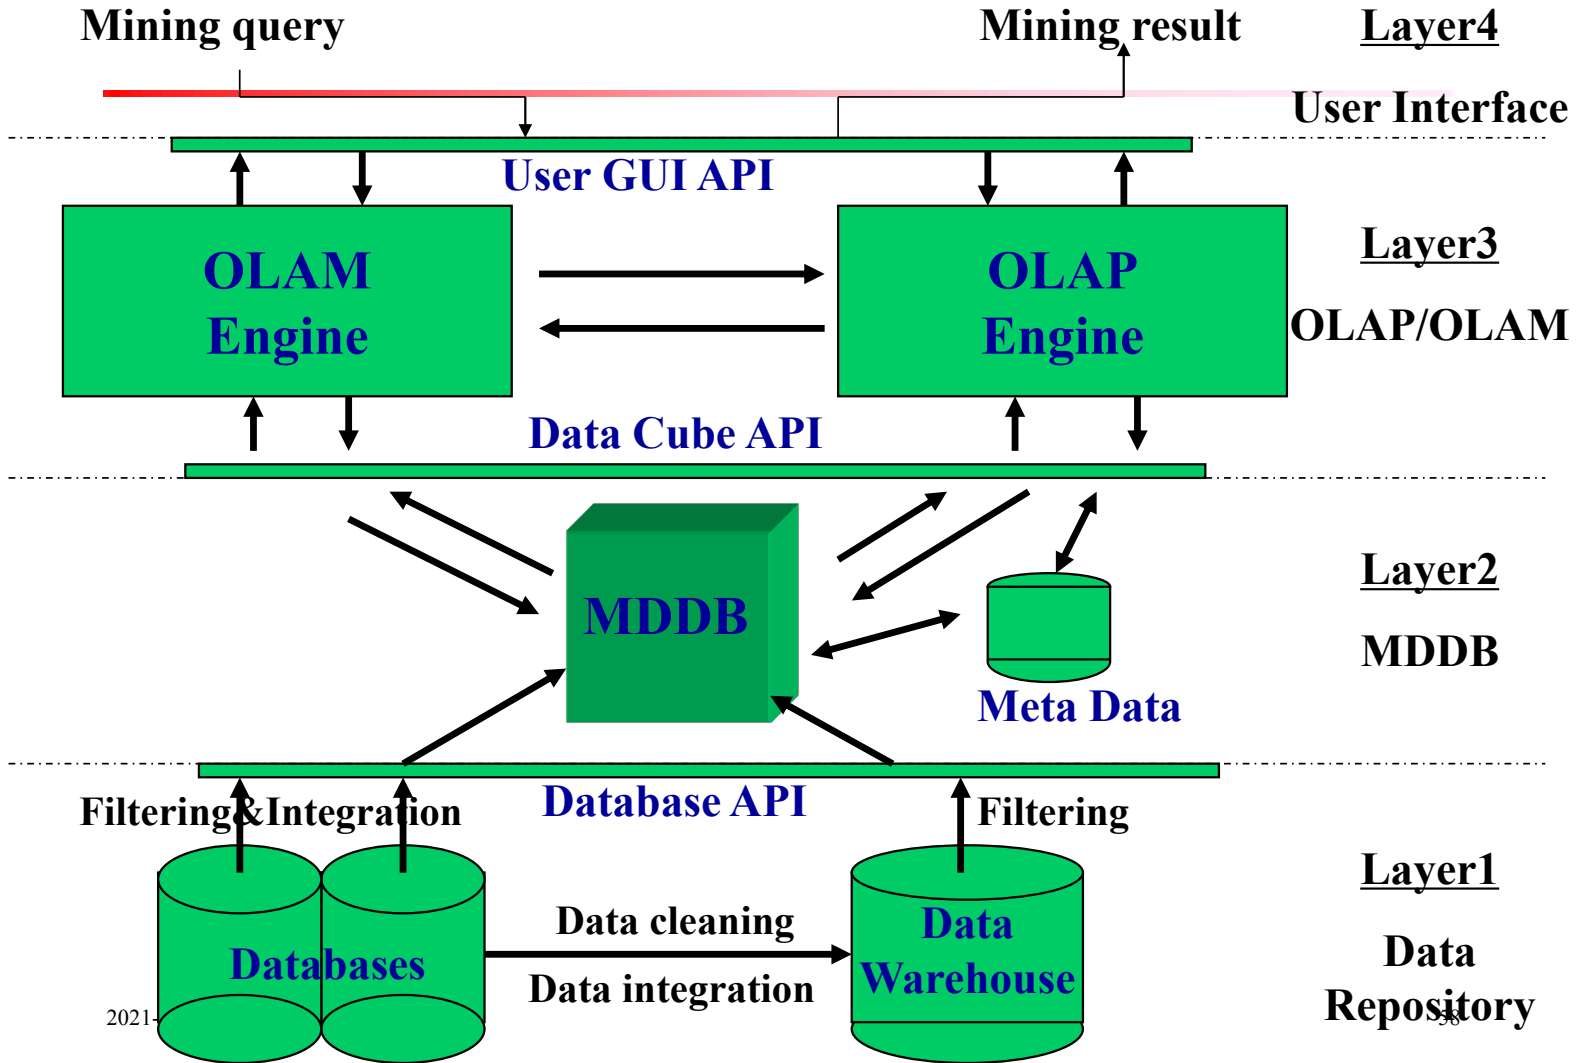 Mining query
Mining result
Layer4
User Interface
User GUI API
OLAM
Engine
OLAP
Engine
Layer3
OLAP/OLAM
Data Cube API
MDDB
Meta Data
Layer2
MDDB
Filtering&Integration
Database API
Filtering
Layer1
Databases
Data cleaning
Data integration
Data
Warehouse
Data
Repository
2021-
58